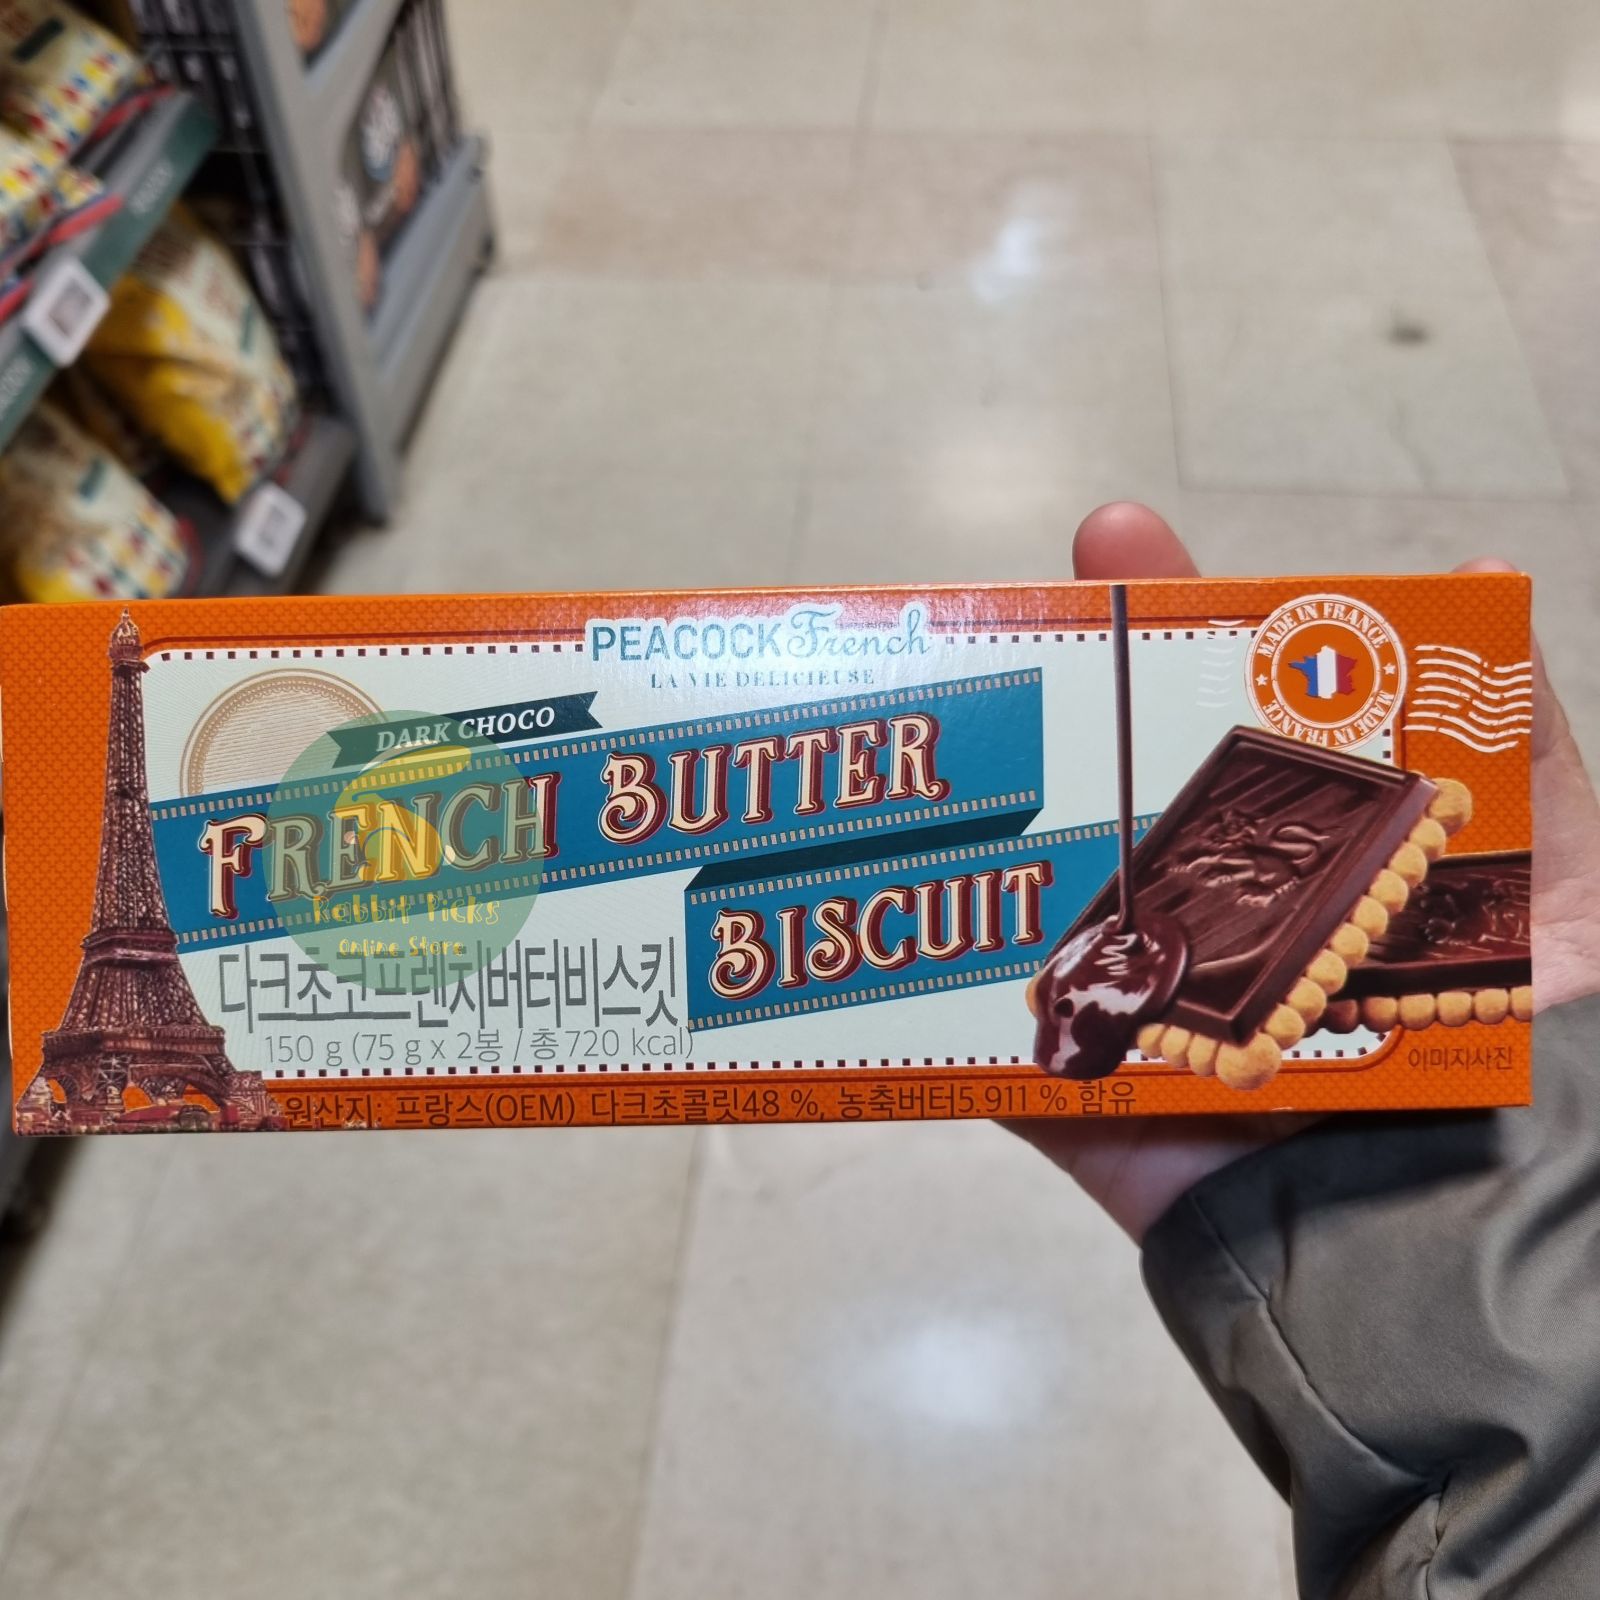 PEACOCK French
LA VIE DELICIEUSE
MADE IN FRANCE
MADE IN FRANCE
DARK CHOCO
FRENCH BUTTER
BISCUIT
Rabbit Picks
Online Store
다크초코프렌치버터비스킷
150 g (75 g x 2봉 / 총 720 kcal)
이미지사진
원산지: 프랑스(OEM) 다크초콜릿48 %, 농축버터5.911 % 함유